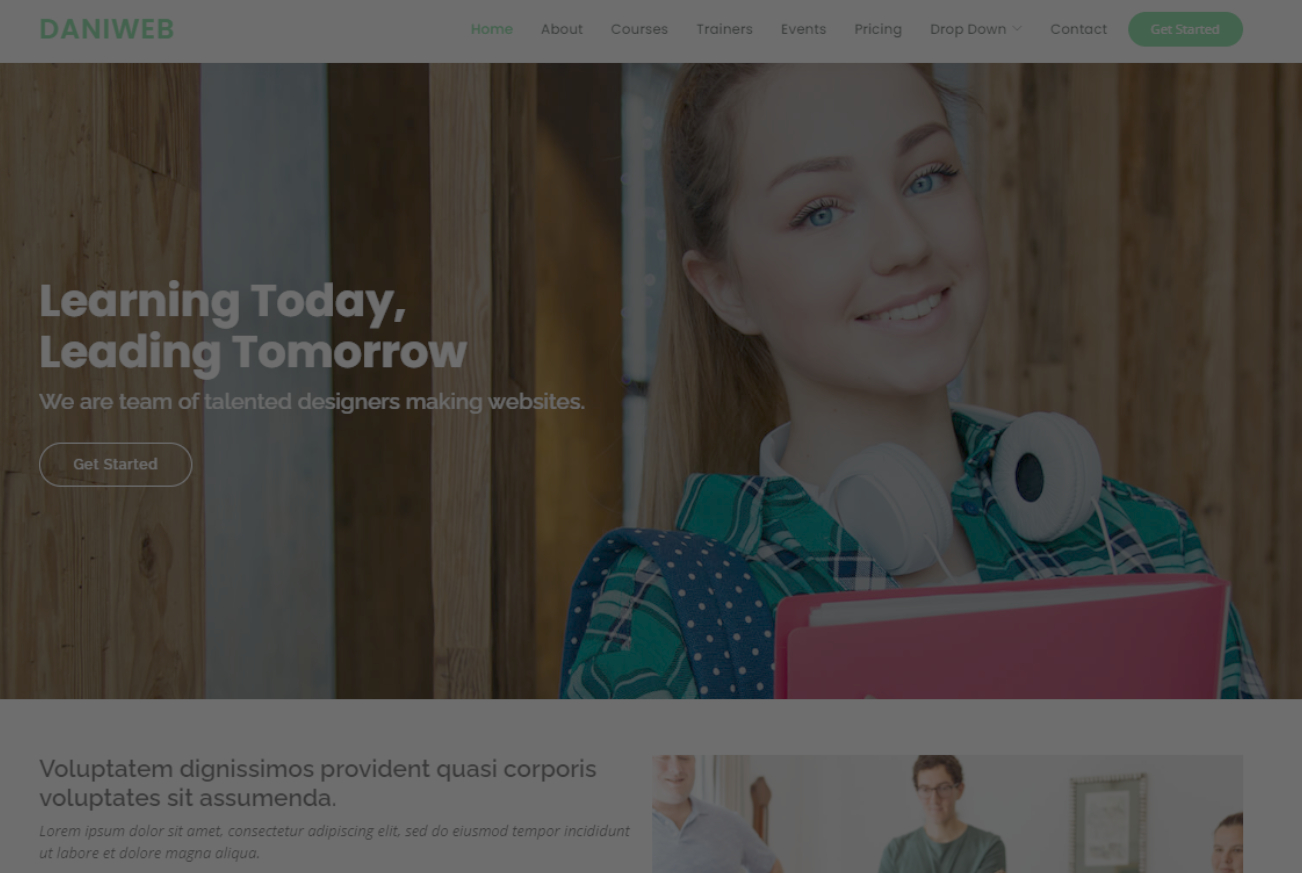 DANIWEB
Home About Courses Trainers Events Pricing Drop Down Contact Get Started
Learning Today,
Leading Tomorrow
We are team of talented designers making websites.
Get Started
Voluptatem dignissimos provident quasi corporis
voluptates sit assumenda.
Lorem ipsum dolor sit amet, consectetur adipiscing elit, sed do eiusmod tempor incididunt
ut labore et dolore magna aliqua.